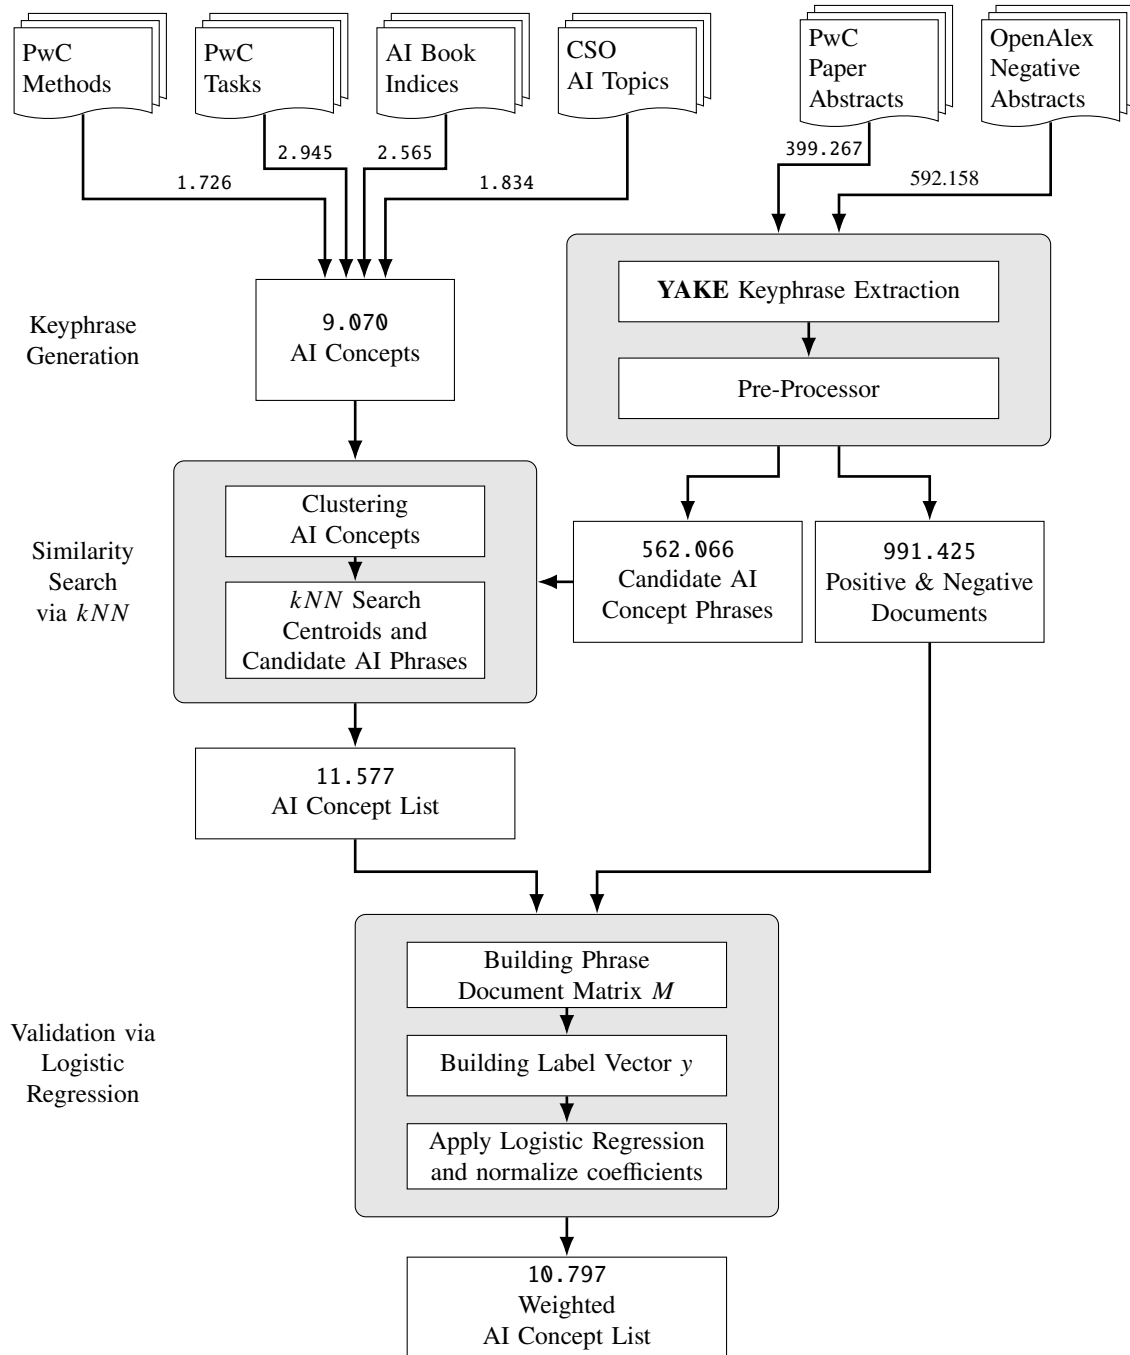 PwC
Methods
PwC
Tasks
AI Book
Indices
CSO
AI Topics
PwC
Paper
Abstracts
OpenAlex
Negative
Abstracts
1.726
2.945
2.565
1.834
399.267
592.158
Keyphrase
Generation
9.070
AI Concepts
YAKE Keyphrase Extraction
Pre-Processor
Similarity
Search
via kNN
Clustering
AI Concepts
kNN Search
Centroids and
Candidate AI Phrases
562.066
Candidate AI
Concept Phrases
991.425
Positive & Negative
Documents
11.577
AI Concept List
Validation via
Logistic
Regression
Building Phrase
Document Matrix M
Building Label Vector y
Apply Logistic Regression
and normalize coefficients
10.797
Weighted
AI Concept List